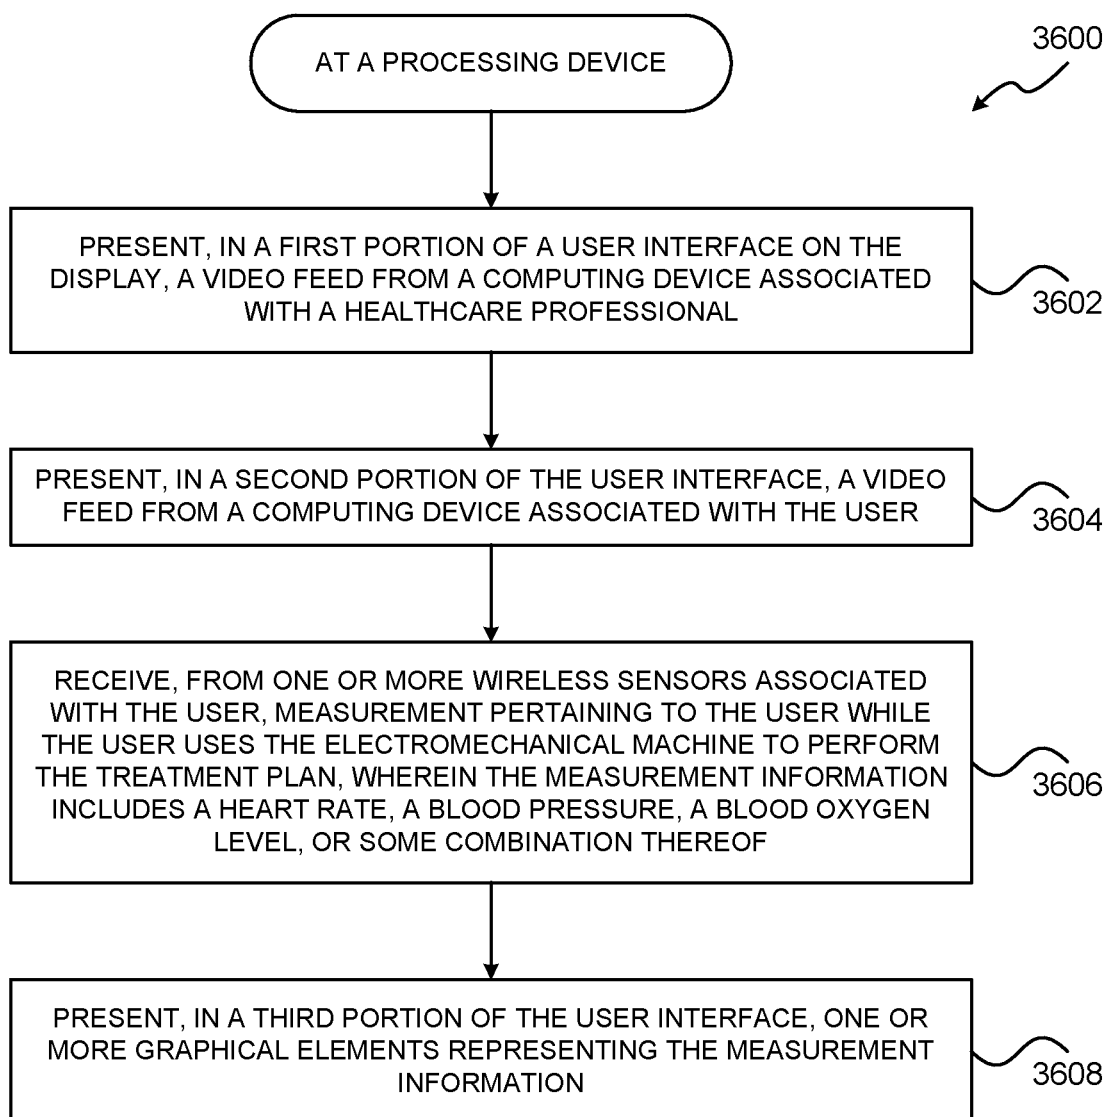 AT A PROCESSING DEVICE
3600
PRESENT, IN A FIRST PORTION OF A USER INTERFACE ON THE
DISPLAY, A VIDEO FEED FROM A COMPUTING DEVICE ASSOCIATED
WITH A HEALTHCARE PROFESSIONAL
3602
PRESENT, IN A SECOND PORTION OF THE USER INTERFACE, A VIDEO
FEED FROM A COMPUTING DEVICE ASSOCIATED WITH THE USER
3604
RECEIVE, FROM ONE OR MORE WIRELESS SENSORS ASSOCIATED
WITH THE USER, MEASUREMENT PERTAINING TO THE USER WHILE
THE USER USES THE ELECTROMECHANICAL MACHINE TO PERFORM
THE TREATMENT PLAN, WHEREIN THE MEASUREMENT INFORMATION
INCLUDES A HEART RATE, A BLOOD PRESSURE, A BLOOD OXYGEN
LEVEL, OR SOME COMBINATION THEREOF
3606
PRESENT, IN A THIRD PORTION OF THE USER INTERFACE, ONE OR
MORE GRAPHICAL ELEMENTS REPRESENTING THE MEASUREMENT
INFORMATION
3608